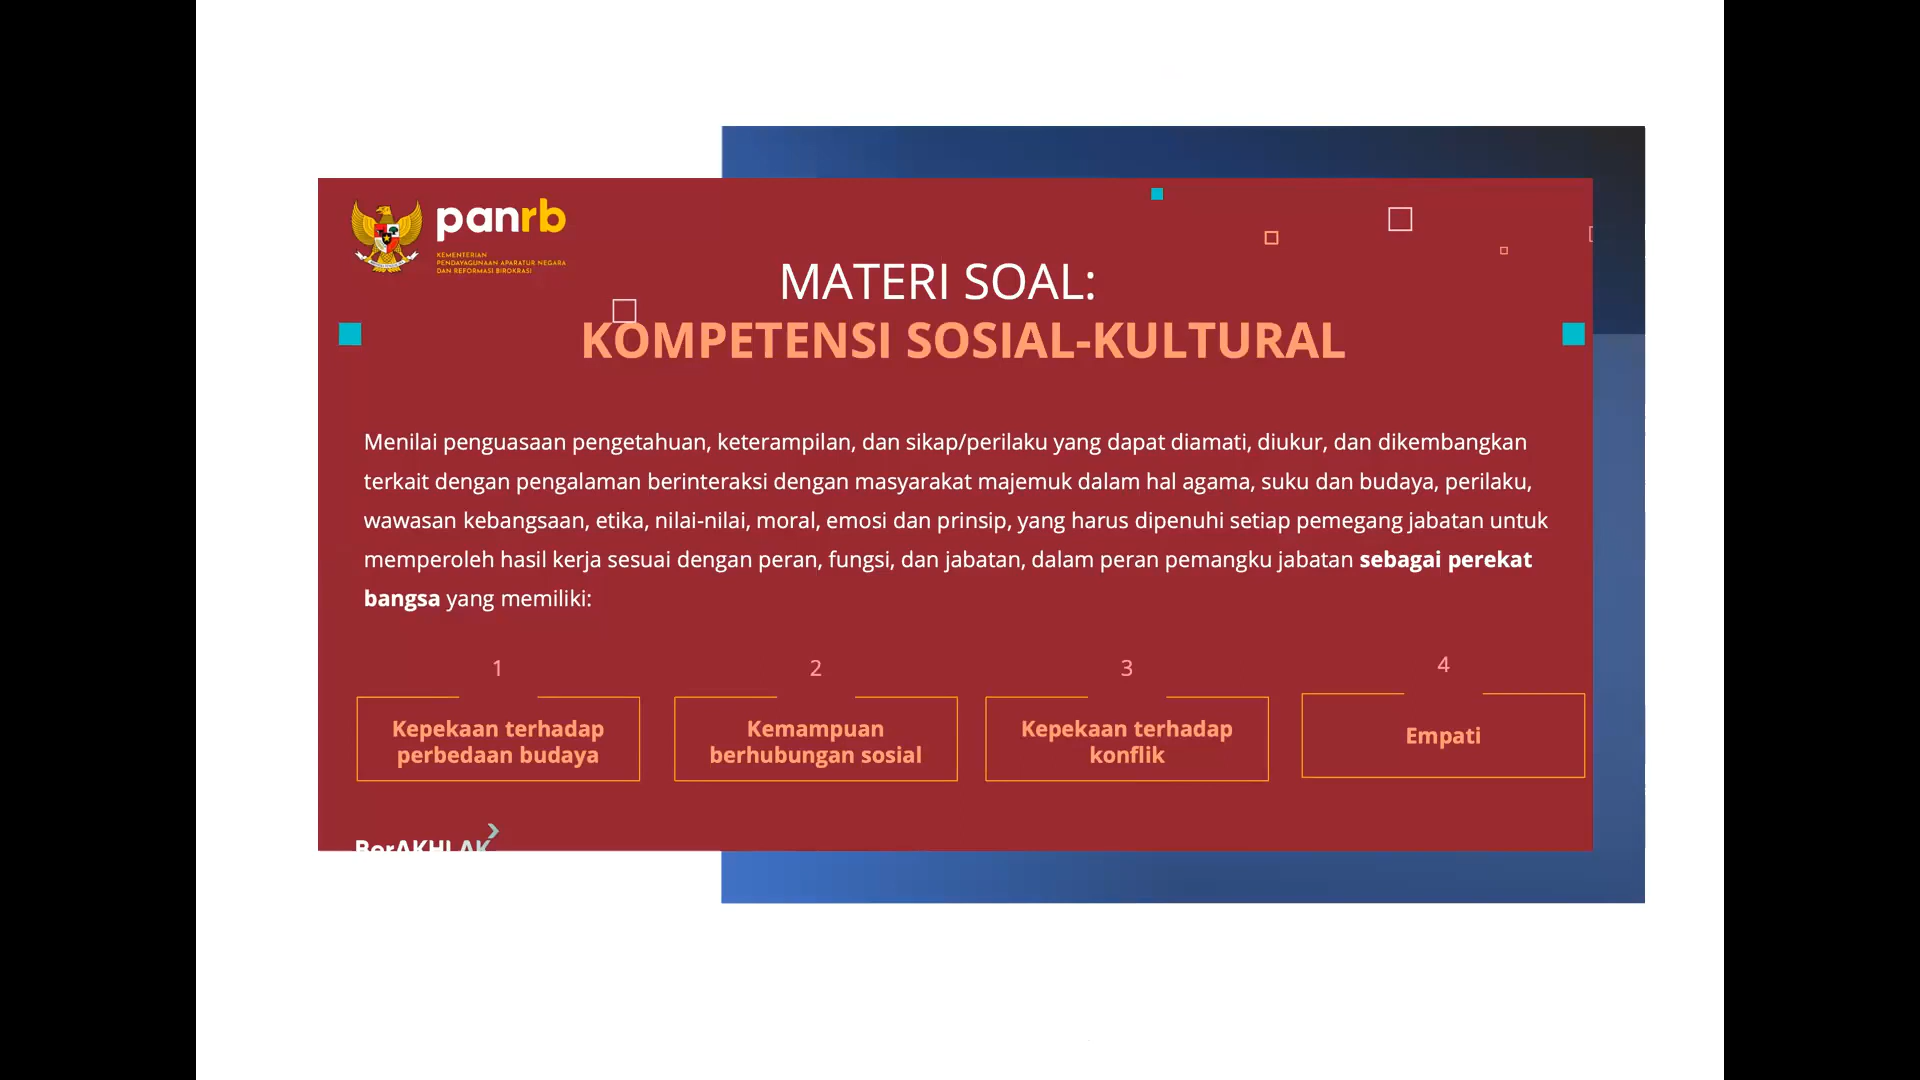 panrb
KEMENTERIAN
PENDAYAGUNAAN APARATUR NEGARA
DAN REFORMASI BIROKRASI
MATERI SOAL:
KOMPETENSI SOSIAL-KULTURAL
Menilai penguasaan pengetahuan, keterampilan, dan sikap/perilaku yang dapat diamati, diukur, dan dikembangkan
terkait dengan pengalaman berinteraksi dengan masyarakat majemuk dalam hal agama, suku dan budaya, perilaku,
wawasan kebangsaan, etika, nilai-nilai, moral, emosi dan prinsip, yang harus dipenuhi setiap pemegang jabatan untuk
memperoleh hasil kerja sesuai dengan peran, fungsi, dan jabatan, dalam peran pemangku jabatan sebagai perekat
bangsa yang memiliki:
1
Kepekaan terhadap
perbedaan budaya
2
Kemampuan
berhubungan sosial
3
Kepekaan terhadap
konflik
4
Empati
BerAKHLAK